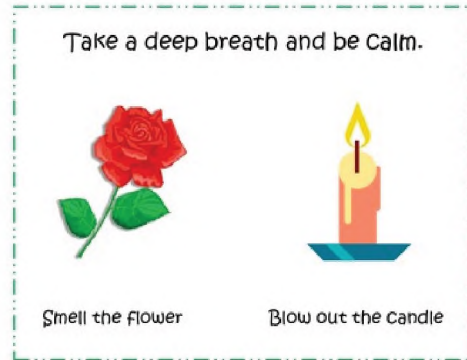 Take a deep breath and be calm.
Smell the flower
Blow out the candle